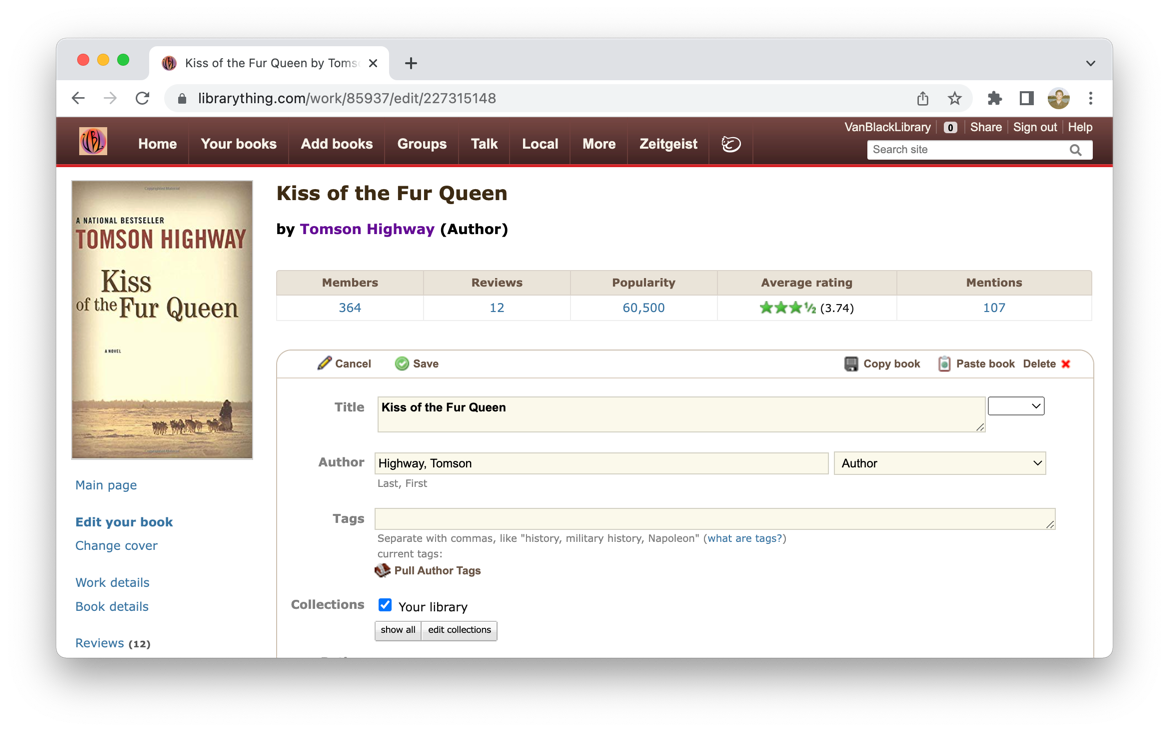 Kiss of the Fur Queen by Toms
librarything.com/work/85937/edit/227315148
VanBlackLibrary 0 Share Sign out Help
Home Your books Add books Groups Talk Local More Zeitgeist
Search site
A NATIONAL BESTSELLER
TOMSON HIGHWAY
Kiss
of the Fur Queen
A NOVEL
Main page
Edit your book
Change cover
Work details
Book details
Reviews (12)
Kiss of the Fur Queen
by Tomson Highway (Author)
Members Reviews Popularity Average rating Mentions
364 12 60,500 (3.74) 107
Cancel Save Copy book Paste book Delete
Title Kiss of the Fur Queen
Author Highway, Tomson Author
Last, First
Tags
Separate with commas, like "history, military history, Napoleon" (what are tags?)
current tags:
Pull Author Tags
Collections Your library
show all edit collections